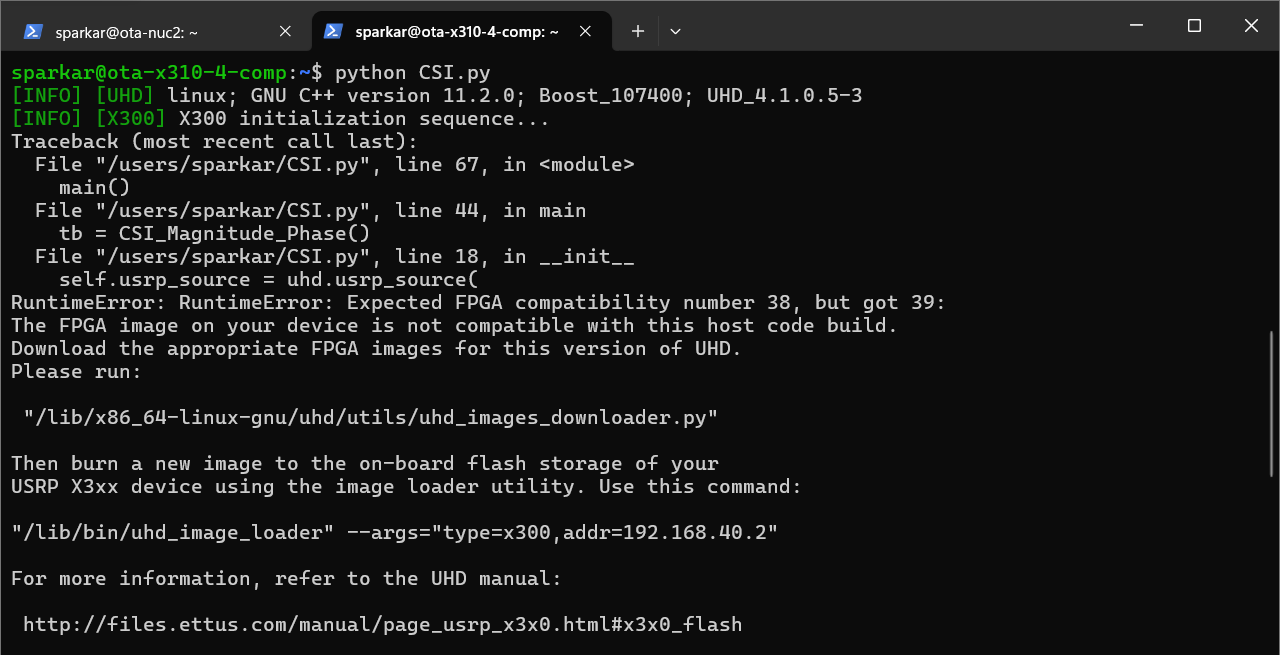 sparkar@ota-nuc2: ~
sparkar@ota-x310-4-comp: ~
sparkar@ota-x310-4-comp:~$ python CSI.py
[INFO] [UHD] linux; GNU C++ version 11.2.0; Boost_107400; UHD_4.1.0.5-3
[INFO] [X300] X300 initialization sequence...
Traceback (most recent call last):
  File "/users/sparkar/CSI.py", line 67, in <module>
    main()
  File "/users/sparkar/CSI.py", line 44, in main
    tb = CSI_Magnitude_Phase()
  File "/users/sparkar/CSI.py", line 18, in __init__
    self.usrp_source = uhd.usrp_source(
RuntimeError: RuntimeError: Expected FPGA compatibility number 38, but got 39:
The FPGA image on your device is not compatible with this host code build.
Download the appropriate FPGA images for this version of UHD.
Please run:
 "/lib/x86_64-linux-gnu/uhd/utils/uhd_images_downloader.py"
Then burn a new image to the on-board flash storage of your
USRP X3xx device using the image loader utility. Use this command:
"/lib/bin/uhd_image_loader" --args="type=x300,addr=192.168.40.2"
For more information, refer to the UHD manual:
 http://files.ettus.com/manual/page_usrp_x3x0.html#x3x0_flash